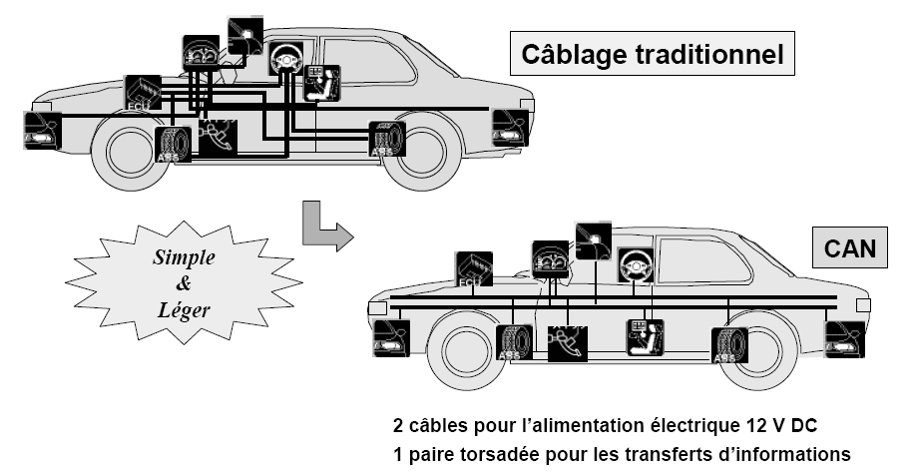 Câblage traditionnel
ECU
ABS
ABS
Simple
&
Léger
CAN
ECU
ABS
ABS
2 câbles pour l'alimentation électrique 12 V DC
1 paire torsadée pour les transferts d'informations